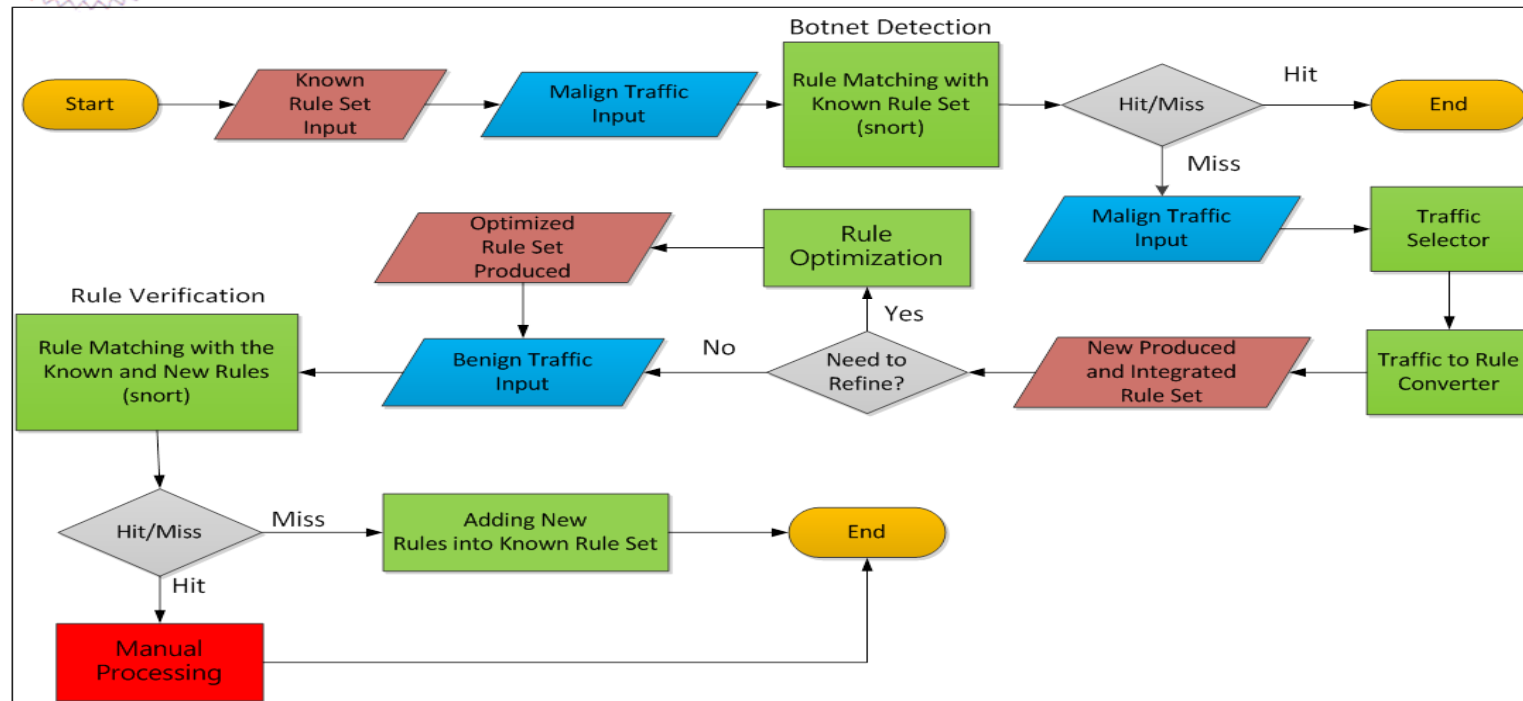 Botnet Detection
Start
Known
Rule Set
Input
Malign Traffic
Input
Rule Matching with
Known Rule Set
(snort)
Hit/Miss
Hit
End
Miss
Malign Traffic
Input
Traffic
Selector
Traffic to Rule
Converter
New Produced
and Integrated
Rule Set
Need to
Refine?
Yes
Rule
Optimization
Optimized
Rule Set
Produced
No
Benign Traffic
Input
Rule Verification
Rule Matching with the
Known and New Rules
(snort)
Hit/Miss
Miss
Adding New
Rules into Known Rule Set
End
Hit
Manual
Processing